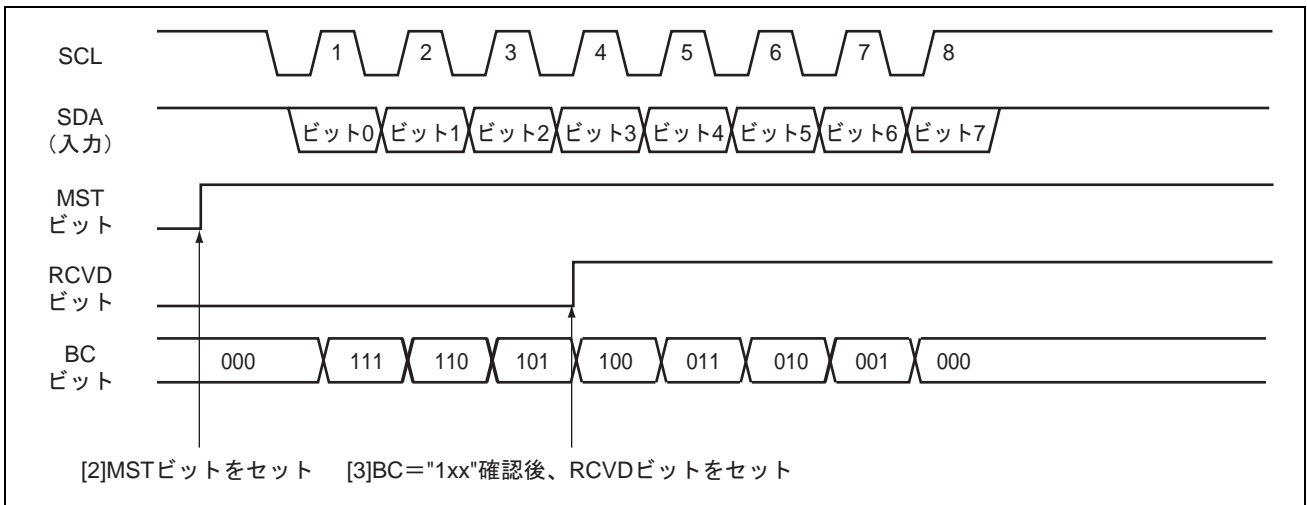 SCL 1 2 3 4 5 6 7 8
SDA
（入力）
ビット0 ビット1 ビット2 ビット3 ビット4 ビット5 ビット6 ビット7
MST
ビット
RCVD
ビット
BC
ビット
000 111 110 101 100 011 010 001 000
[2]MSTビットをセット [3]BC＝"1xx"確認後、RCVDビットをセット